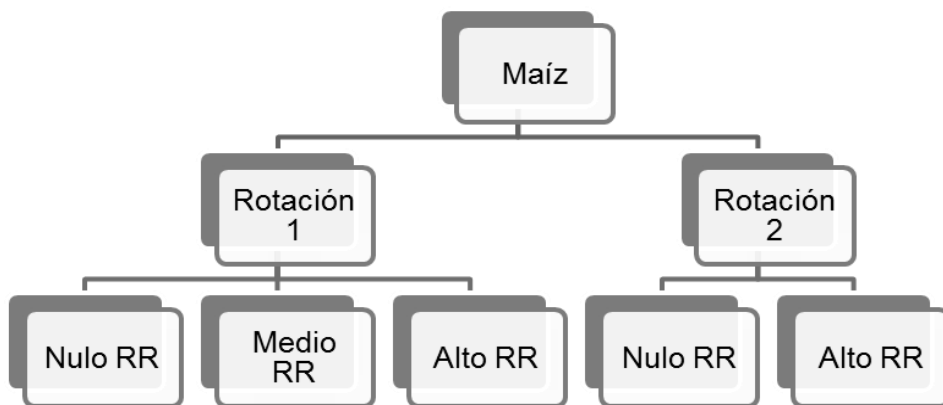 Maíz
Rotación
1
Rotación
2
Nulo RR
Medio
RR
Alto RR
Nulo RR
Alto RR